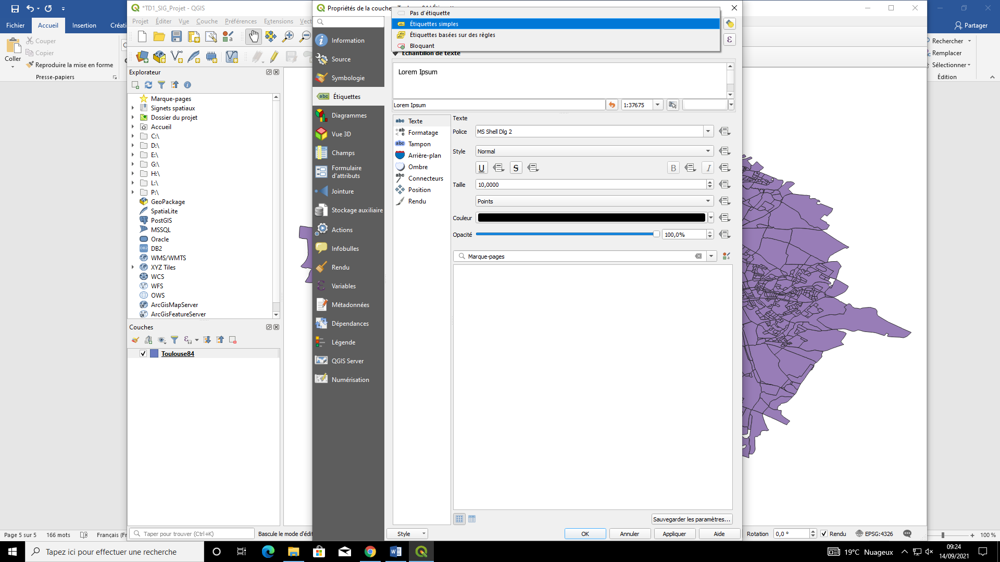 *TD1_SIG_Projet - QGIS
Propriétés de la couche
Fichier
Accueil
Insertion
Créati
Partager
Projet
Éditer
Vue
Couche
Préférences
Extensions
Vect
Pas d'étiquette
Étiquettes simples
Étiquettes basées sur des règles
Bloquant
Couper
Copier
Coller
Reproduire la mise en forme
Presse-papiers
Rechercher
Remplacer
Sélectionner
Édition
Explorateur
Marque-pages
Signets spatiaux
Dossier du projet
Accueil
C:\
D:\
E:\
G:\
H:\
L:\
P:\
GeoPackage
SpatiaLite
PostGIS
MSSQL
Oracle
DB2
WMS/WMTS
XYZ Tiles
WCS
WFS
OWS
ArcGisMapServer
ArcGisFeatureServer
Couches
Toulouse84
Information
Source
Symbologie
Étiquettes
Diagrammes
Vue 3D
Champs
Formulaire
d'attributs
Jointure
Stockage auxiliaire
Actions
Infobulles
Rendu
Variables
Métadonnées
Dépendances
Légende
QGIS Server
Numérisation
Échantillon de texte
Lorem Ipsum
Lorem Ipsum
1:37675
Texte
Formatage
Tampon
Arrière-plan
Ombre
Connecteurs
Position
Rendu
Texte
Police
MS Shell Dlg 2
Style
Normal
U
S
B
I
Taille
10,0000
Points
Couleur
Opacité
100,0%
Marque-pages
Sauvegarder les paramètres...
Style
OK
Annuler
Appliquer
Aide
Page 5 sur 5
166 mots
Français (Fr
Taper pour trouver (Ctrl+K)
Bascule le mode d'édit
Rotation
0,0 °
Rendu
EPSG:4326
100 %
Tapez ici pour effectuer une recherche
19°C Nuageux
09:24
14/09/2021